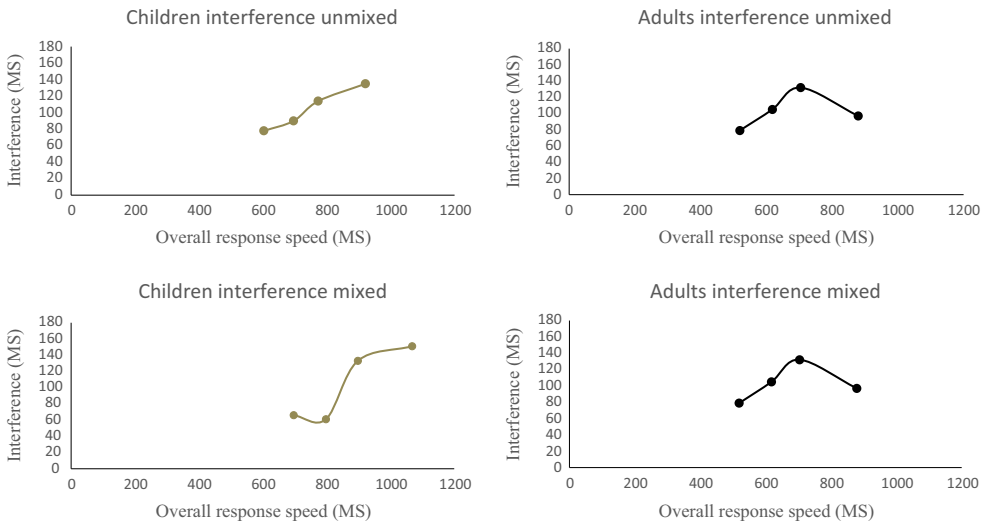 Children interference unmixed
Interference (MS)
180
160
140
120
100
80
60
40
20
0
0 200 400 600 800 1000 1200
Overall response speed (MS)
Adults interference unmixed
Interference (MS)
180
160
140
120
100
80
60
40
20
0
0 200 400 600 800 1000 1200
Overall response speed (MS)
Children interference mixed
Interference (MS)
180
160
140
120
100
80
60
40
20
0
0 200 400 600 800 1000 1200
Overall response speed (MS)
Adults interference mixed
Interference (MS)
180
160
140
120
100
80
60
40
20
0
0 200 400 600 800 1000 1200
Overall response speed (MS)